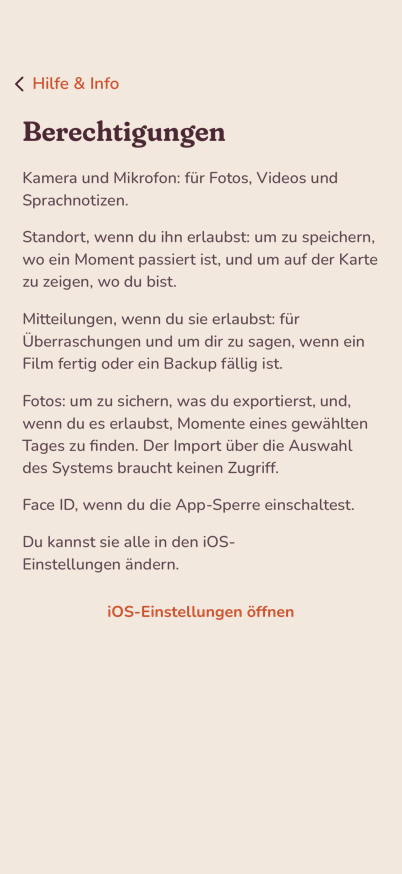 Hilfe & Info
Berechtigungen
Kamera und Mikrofon: für Fotos, Videos und
Sprachnotizen.
Standort, wenn du ihn erlaubst: um zu speichern,
wo ein Moment passiert ist, und um auf der Karte
zu zeigen, wo du bist.
Mitteilungen, wenn du sie erlaubst: für
Überraschungen und um dir zu sagen, wenn ein
Film fertig oder ein Backup fällig ist.
Fotos: um zu sichern, was du exportierst, und,
wenn du es erlaubst, Momente eines gewählten
Tages zu finden. Der Import über die Auswahl
des Systems braucht keinen Zugriff.
Face ID, wenn du die App-Sperre einschaltest.
Du kannst sie alle in den iOS-
Einstellungen ändern.
iOS-Einstellungen öffnen